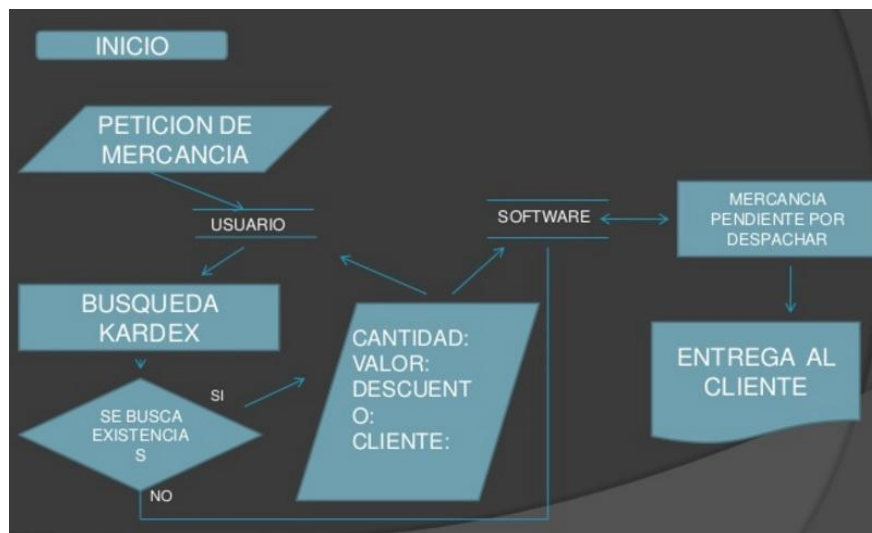 INICIO
PETICION DE
MERCANCIA
USUARIO
SOFTWARE
MERCANCIA
PENDIENTE POR
DESPACHAR
BUSQUEDA
KARDEX
CANTIDAD:
VALOR:
DESCUENT
O:
CLIENTE:
ENTREGA AL
CLIENTE
SI
SE BUSCA
EXISTENCIA
S
NO